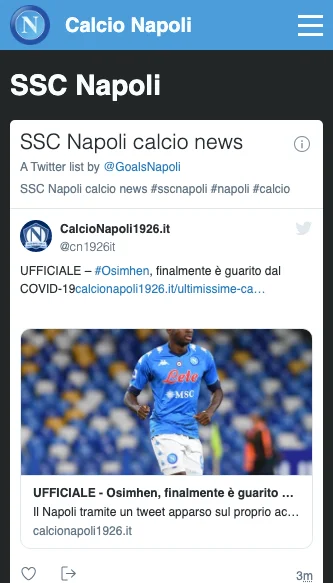 N Calcio Napoli
SSC Napoli
SSC Napoli calcio news
A Twitter list by @GoalsNapoli
SSC Napoli calcio news #sscnapoli #napoli #calcio
CalcioNapoli1926.it
@cn1926it
UFFICIALE – #Osimhen, finalmente è guarito dal
COVID-19calcionapoli1926.it/ultimissime-ca…
Lete
MSC
UFFICIALE - Osimhen, finalmente è guarito ...
Il Napoli tramite un tweet apparso sul proprio ac...
calcionapoli1926.it
3m